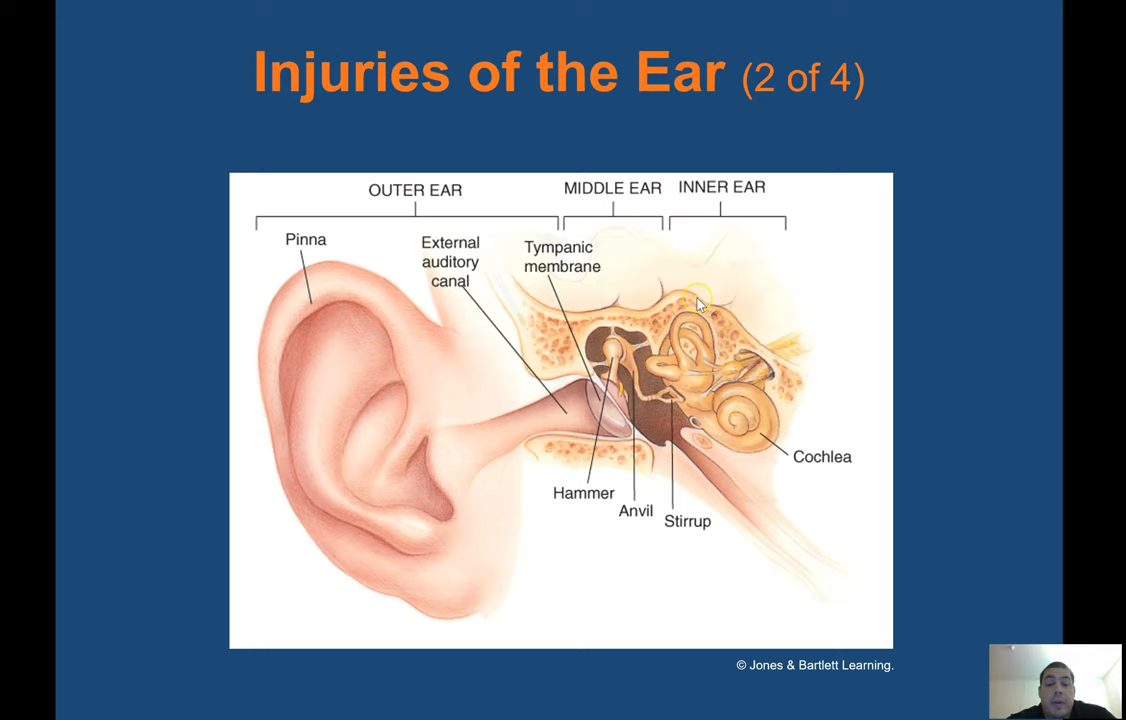 Injuries of the Ear (2 of 4)
OUTER EAR
MIDDLE EAR
INNER EAR
Pinna
External
auditory
canal
Tympanic
membrane
Cochlea
Hammer
Anvil
Stirrup
© Jones & Bartlett Learning.